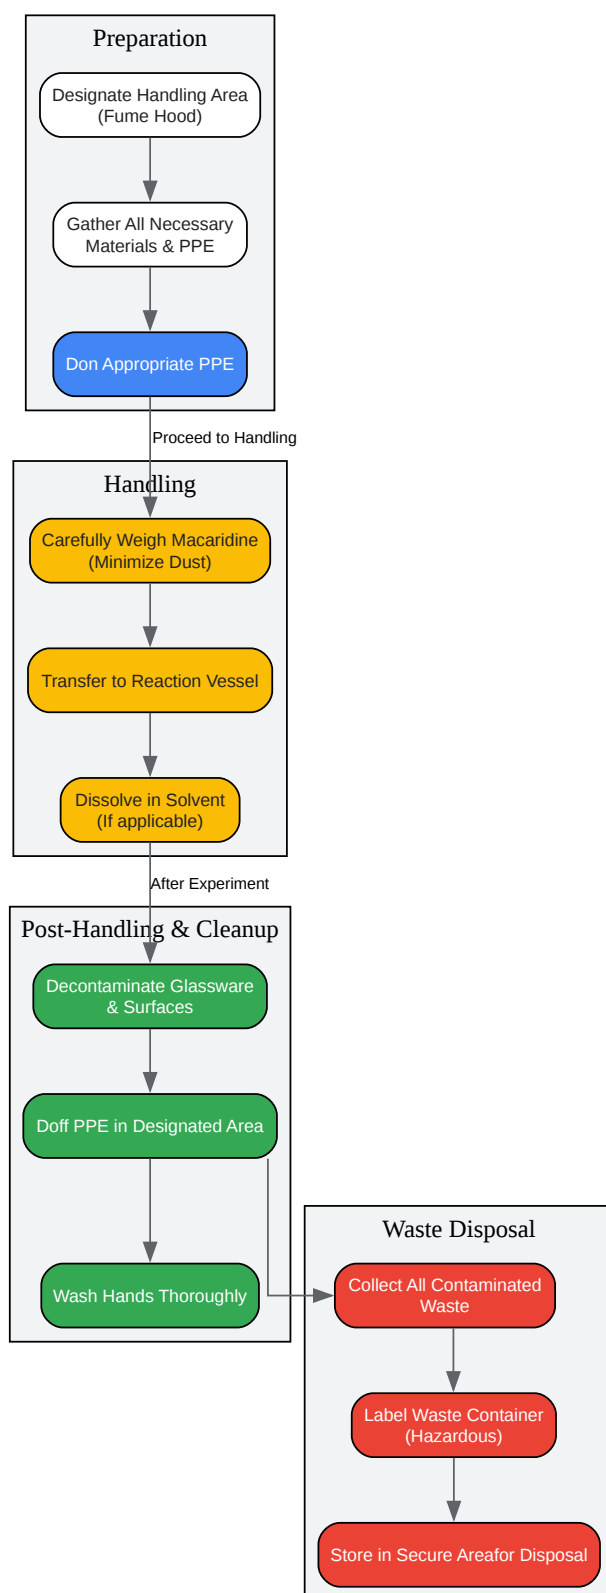 Preparation
Designate Handling Area
(Fume Hood)
Gather All Necessary
Materials & PPE
Don Appropriate PPE
Proceed to Handling
Handling
Carefully Weigh Macaridine
(Minimize Dust)
Transfer to Reaction Vessel
Dissolve in Solvent
(If applicable)
After Experiment
Post-Handling & Cleanup
Decontaminate Glassware
& Surfaces
Doff PPE in Designated Area
Wash Hands Thoroughly
Waste Disposal
Collect All Contaminated
Waste
Label Waste Container
(Hazardous)
Store in Secure Areafor Disposal